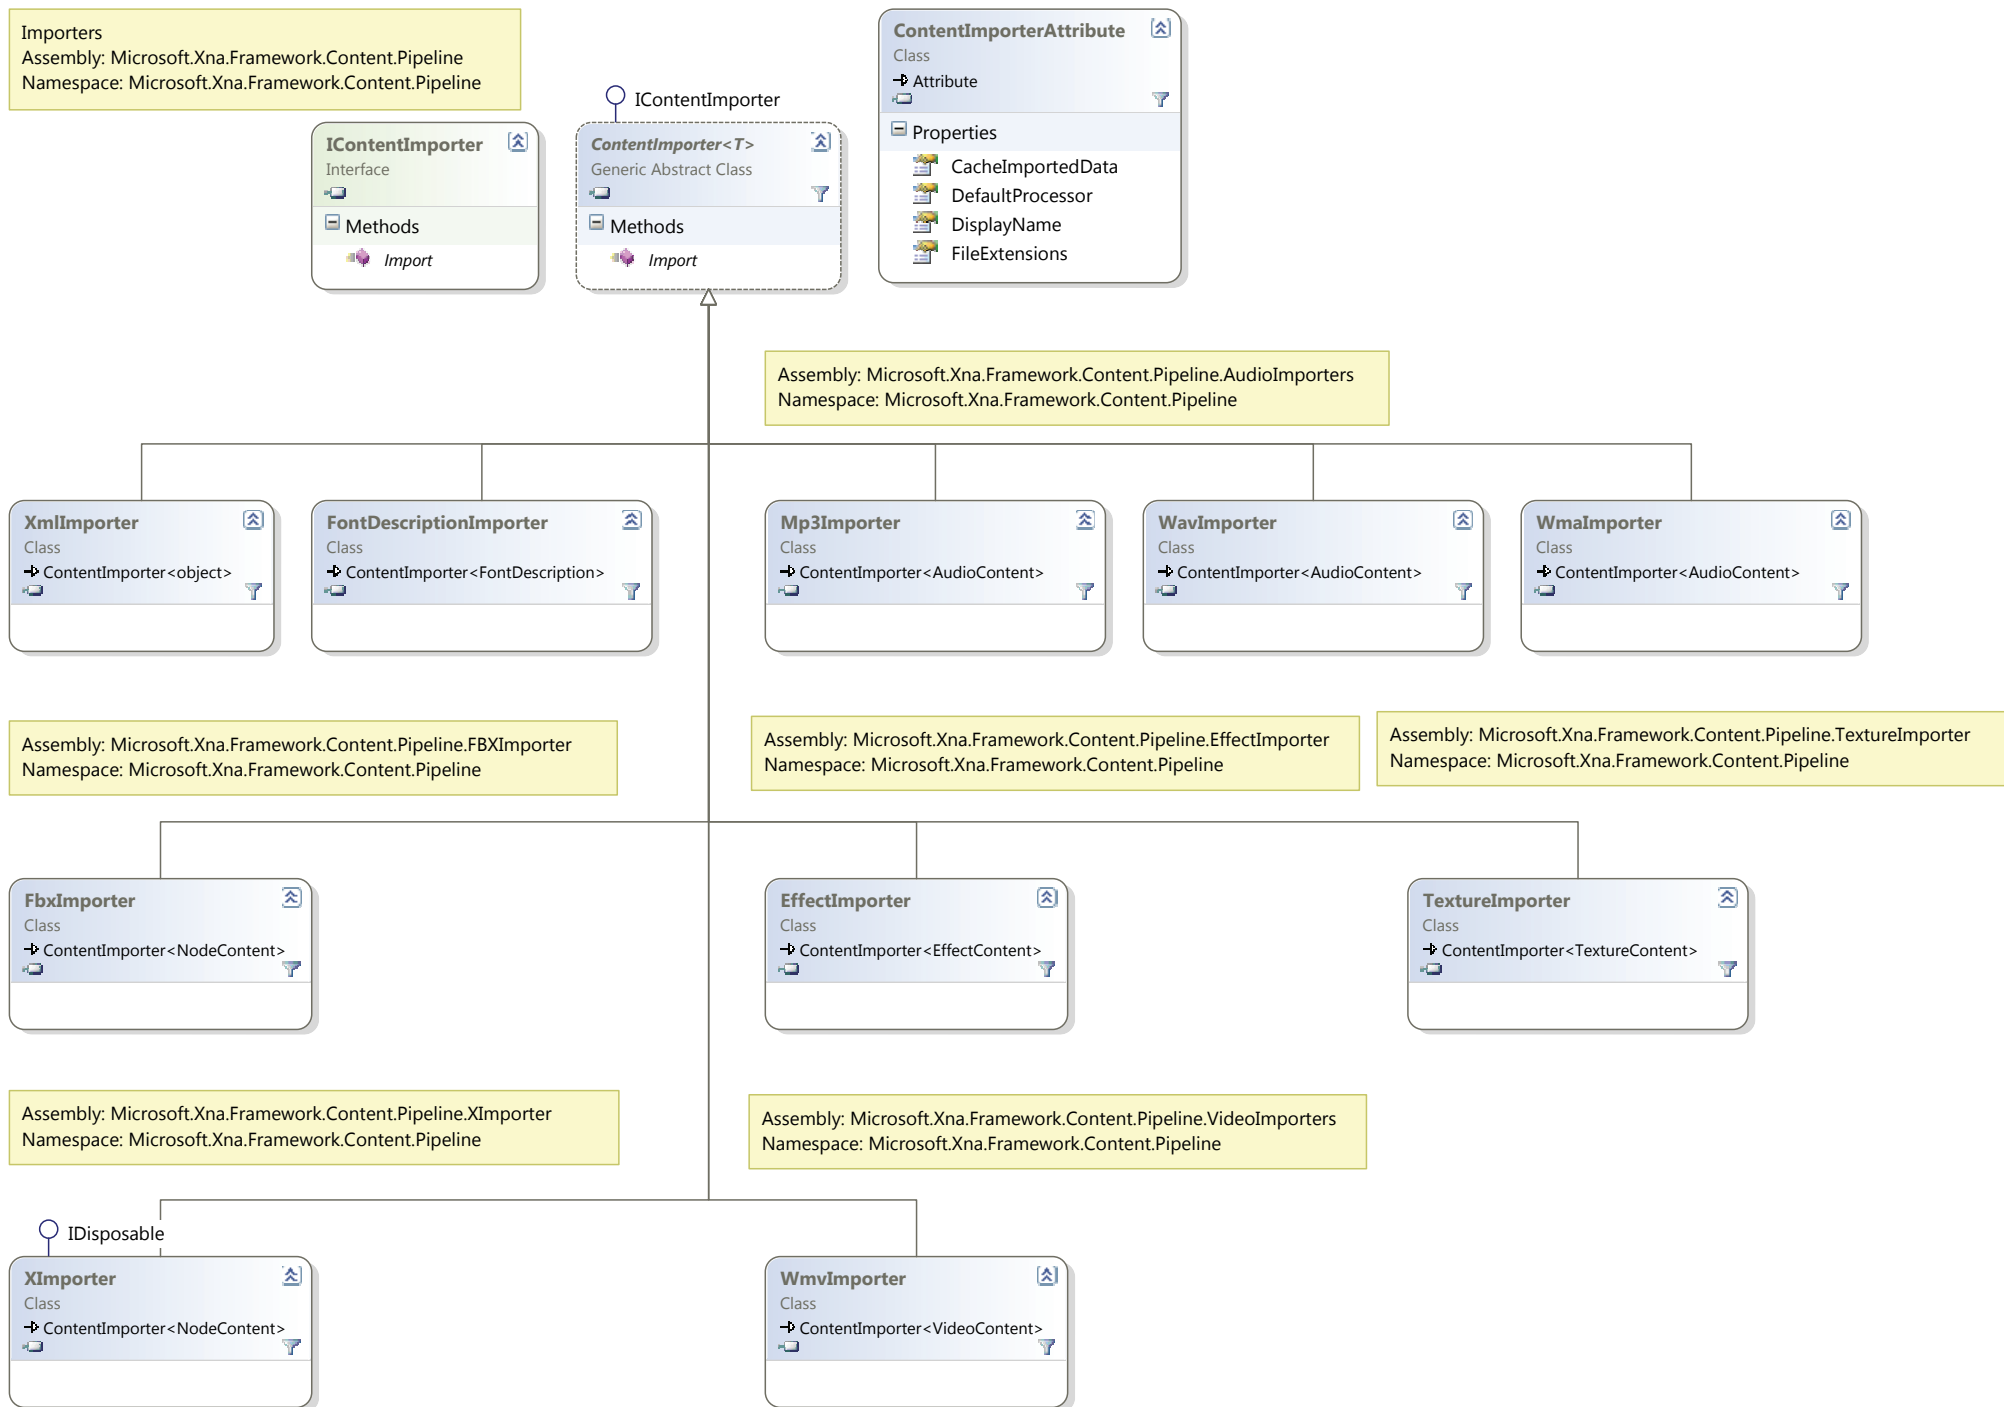 Importers
Assembly: Microsoft.Xna.Framework.Content.Pipeline
Namespace: Microsoft.Xna.Framework.Content.Pipeline
IContentImporter
Interface
Methods
Import
IContentImporter
ContentImporter<T>
Generic Abstract Class
Methods
Import
ContentImporterAttribute
Class
Attribute
Properties
CacheImportedData
DefaultProcessor
DisplayName
FileExtensions
Assembly: Microsoft.Xna.Framework.Content.Pipeline.AudioImporters
Namespace: Microsoft.Xna.Framework.Content.Pipeline
XmlImporter
Class
ContentImporter<object>
FontDescriptionImporter
Class
ContentImporter<FontDescription>
Mp3Importer
Class
ContentImporter<AudioContent>
WavImporter
Class
ContentImporter<AudioContent>
WmaImporter
Class
ContentImporter<AudioContent>
Assembly: Microsoft.Xna.Framework.Content.Pipeline.FBXImporter
Namespace: Microsoft.Xna.Framework.Content.Pipeline
Assembly: Microsoft.Xna.Framework.Content.Pipeline.EffectImporter
Namespace: Microsoft.Xna.Framework.Content.Pipeline
Assembly: Microsoft.Xna.Framework.Content.Pipeline.TextureImporter
Namespace: Microsoft.Xna.Framework.Content.Pipeline
FbxImporter
Class
ContentImporter<NodeContent>
EffectImporter
Class
ContentImporter<EffectContent>
TextureImporter
Class
ContentImporter<TextureContent>
Assembly: Microsoft.Xna.Framework.Content.Pipeline.XImporter
Namespace: Microsoft.Xna.Framework.Content.Pipeline
Assembly: Microsoft.Xna.Framework.Content.Pipeline.VideoImporters
Namespace: Microsoft.Xna.Framework.Content.Pipeline
IDisposable
XImporter
Class
ContentImporter<NodeContent>
WmvImporter
Class
ContentImporter<VideoContent>